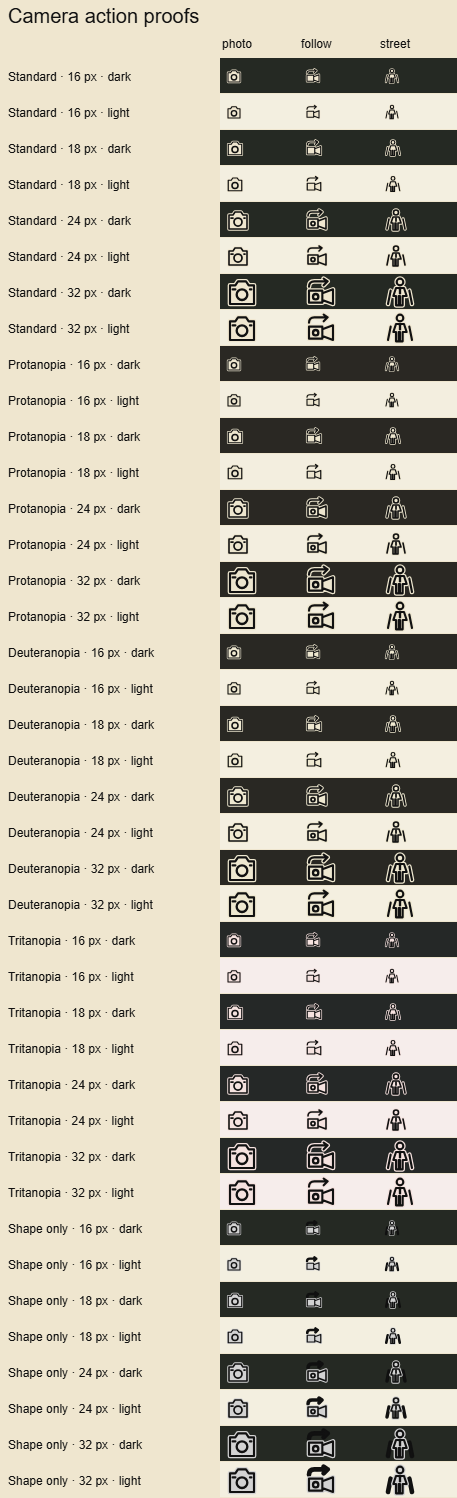 Camera action proofs
photo follow street
Standard · 16 px · dark
Standard · 16 px · light
Standard · 18 px · dark
Standard · 18 px · light
Standard · 24 px · dark
Standard · 24 px · light
Standard · 32 px · dark
Standard · 32 px · light
Protanopia · 16 px · dark
Protanopia · 16 px · light
Protanopia · 18 px · dark
Protanopia · 18 px · light
Protanopia · 24 px · dark
Protanopia · 24 px · light
Protanopia · 32 px · dark
Protanopia · 32 px · light
Deuteranopia · 16 px · dark
Deuteranopia · 16 px · light
Deuteranopia · 18 px · dark
Deuteranopia · 18 px · light
Deuteranopia · 24 px · dark
Deuteranopia · 24 px · light
Deuteranopia · 32 px · dark
Deuteranopia · 32 px · light
Tritanopia · 16 px · dark
Tritanopia · 16 px · light
Tritanopia · 18 px · dark
Tritanopia · 18 px · light
Tritanopia · 24 px · dark
Tritanopia · 24 px · light
Tritanopia · 32 px · dark
Tritanopia · 32 px · light
Shape only · 16 px · dark
Shape only · 16 px · light
Shape only · 18 px · dark
Shape only · 18 px · light
Shape only · 24 px · dark
Shape only · 24 px · light
Shape only · 32 px · dark
Shape only · 32 px · light